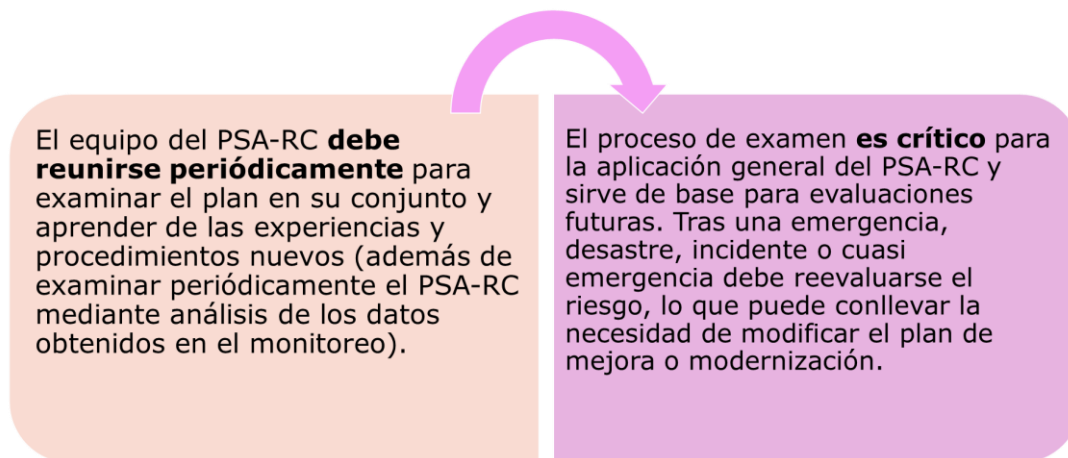 El equipo del PSA-RC debe
reunirse periódicamente para
examinar el plan en su conjunto y
aprender de las experiencias y
procedimientos nuevos (además de
examinar periódicamente el PSA-RC
mediante análisis de los datos
obtenidos en el monitoreo).
El proceso de examen es crítico para
la aplicación general del PSA-RC y
sirve de base para evaluaciones
futuras. Tras una emergencia,
desastre, incidente o cuasi
emergencia debe reevaluarse el
riesgo, lo que puede conllevar la
necesidad de modificar el plan de
mejora o modernización.